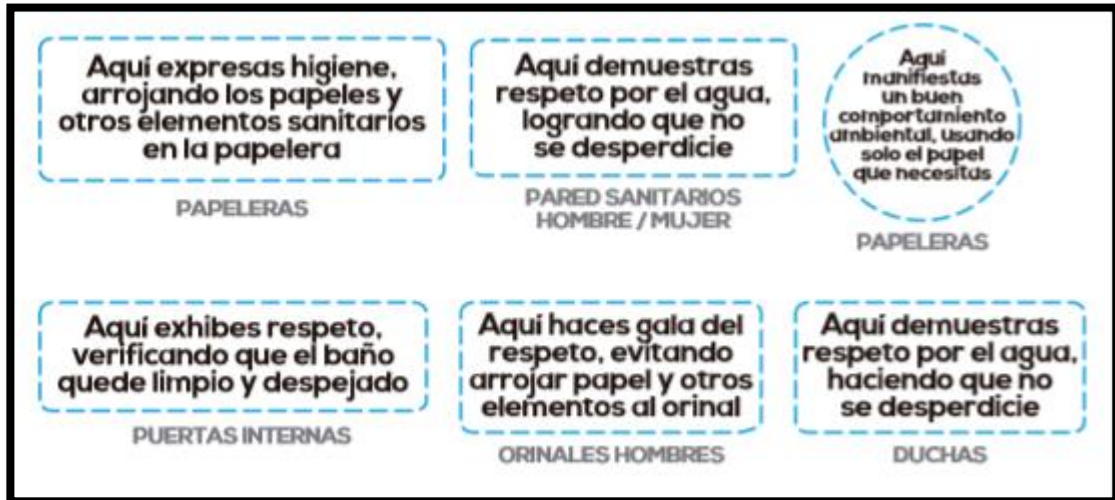 Aquí expresas higiene,
arrojando los papeles y
otros elementos sanitarios
en la papelera
PAPELERAS
Aquí demuestras
respeto por el agua,
logrando que no
se desperdicie
PARED SANITARIOS
HOMBRE / MUJER
Aquí
manifiestas
un buen
comportamiento
ambiental, usando
solo el papel
que necesitas
PAPELERAS
Aquí exhibes respeto,
verificando que el baño
quede limpio y despejado
PUERTAS INTERNAS
Aquí haces gala del
respeto, evitando
arrojar papel y otros
elementos al orinal
ORINALES HOMBRES
Aquí demuestras
respeto por el agua,
haciendo que no
se desperdicie
DUCHAS